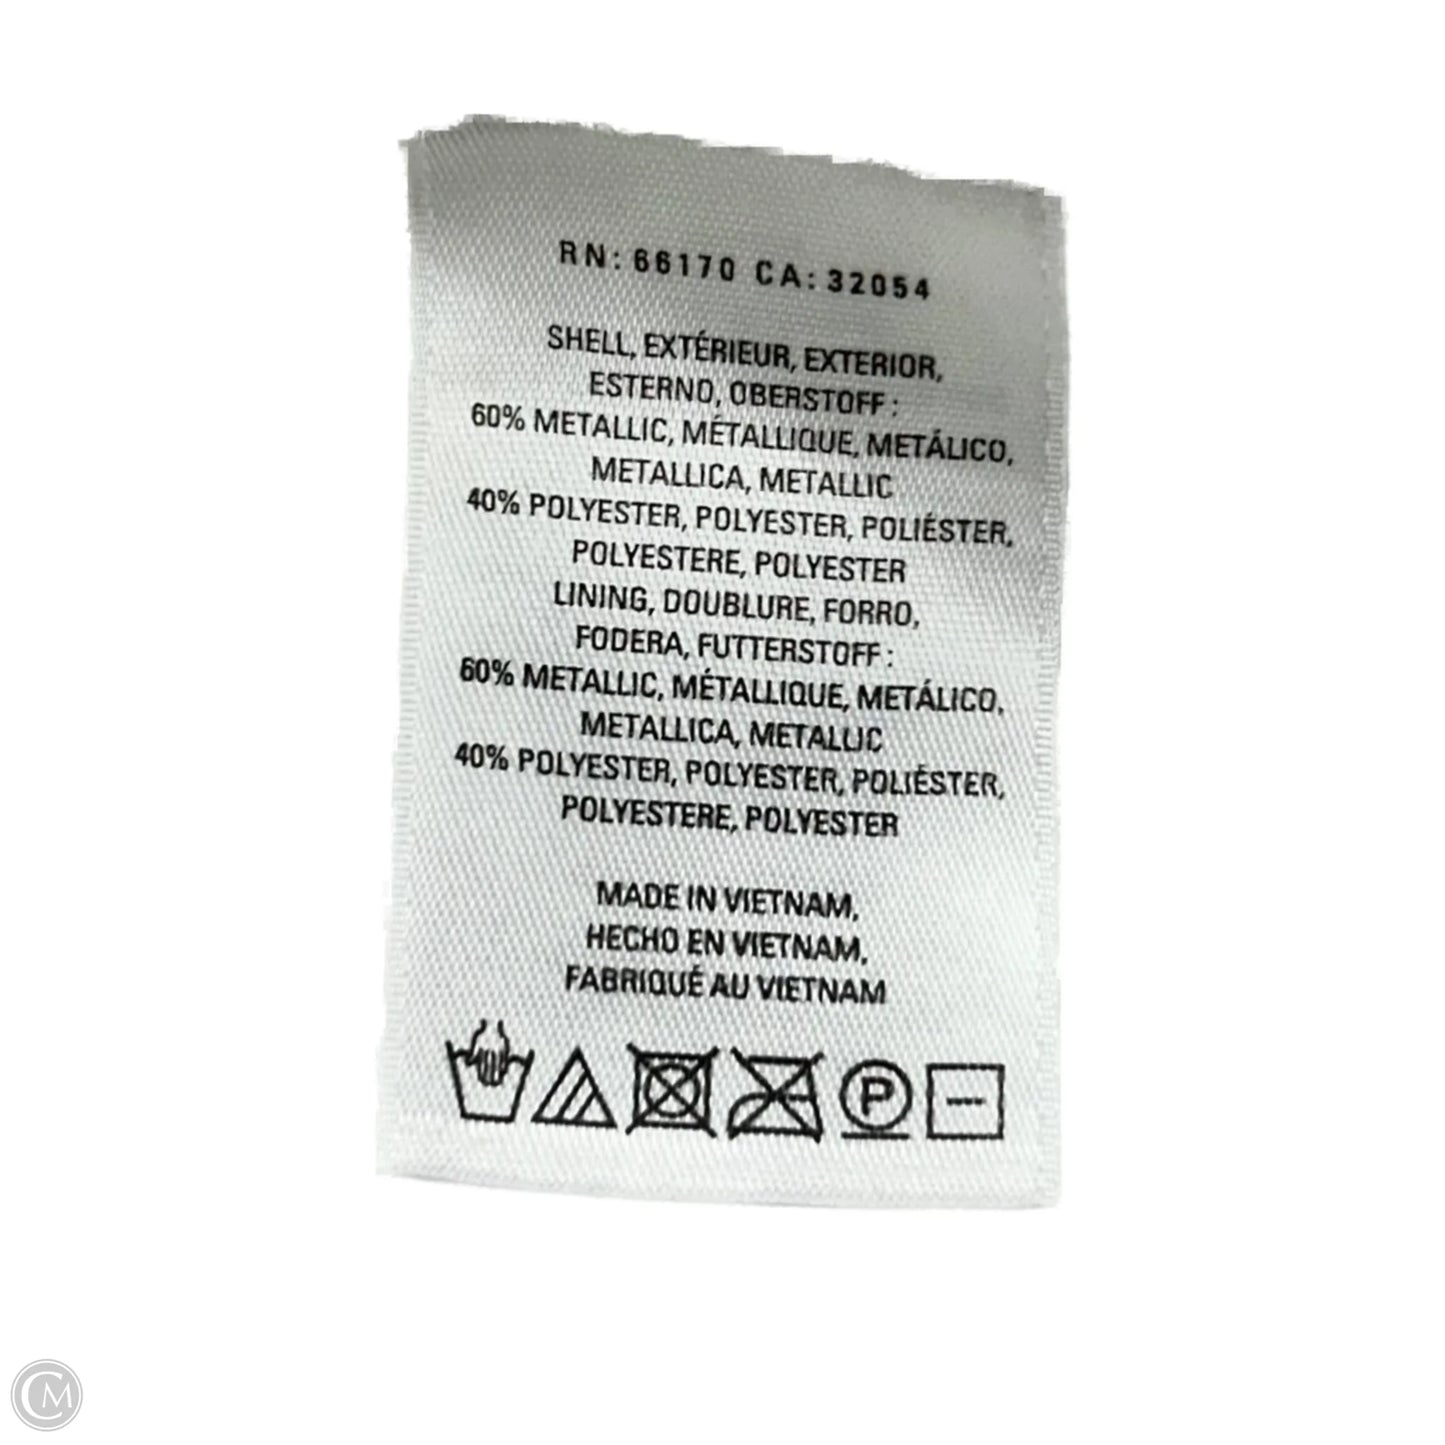 RN: 66170 CA: 32054
SHELL, EXTÉRIEUR, EXTERIOR,
ESTERNO, OBERSTOFF :
60% METALLIC, MÉTALLIQUE, METÁLICO,
METALLICA, METALLIC
40% POLYESTER, POLYESTER, POLIÉSTER,
POLYESTERE, POLYESTER
LINING, DOUBLURE, FORRO,
FODERA, FUTTERSTOFF :
60% METALLIC, MÉTALLIQUE, METÁLICO,
METALLICA, METALLIC
40% POLYESTER, POLYESTER, POLIÉSTER,
POLYESTERE, POLYESTER
MADE IN VIETNAM,
HECHO EN VIETNAM,
FABRIQUÉ AU VIETNAM
P
CM